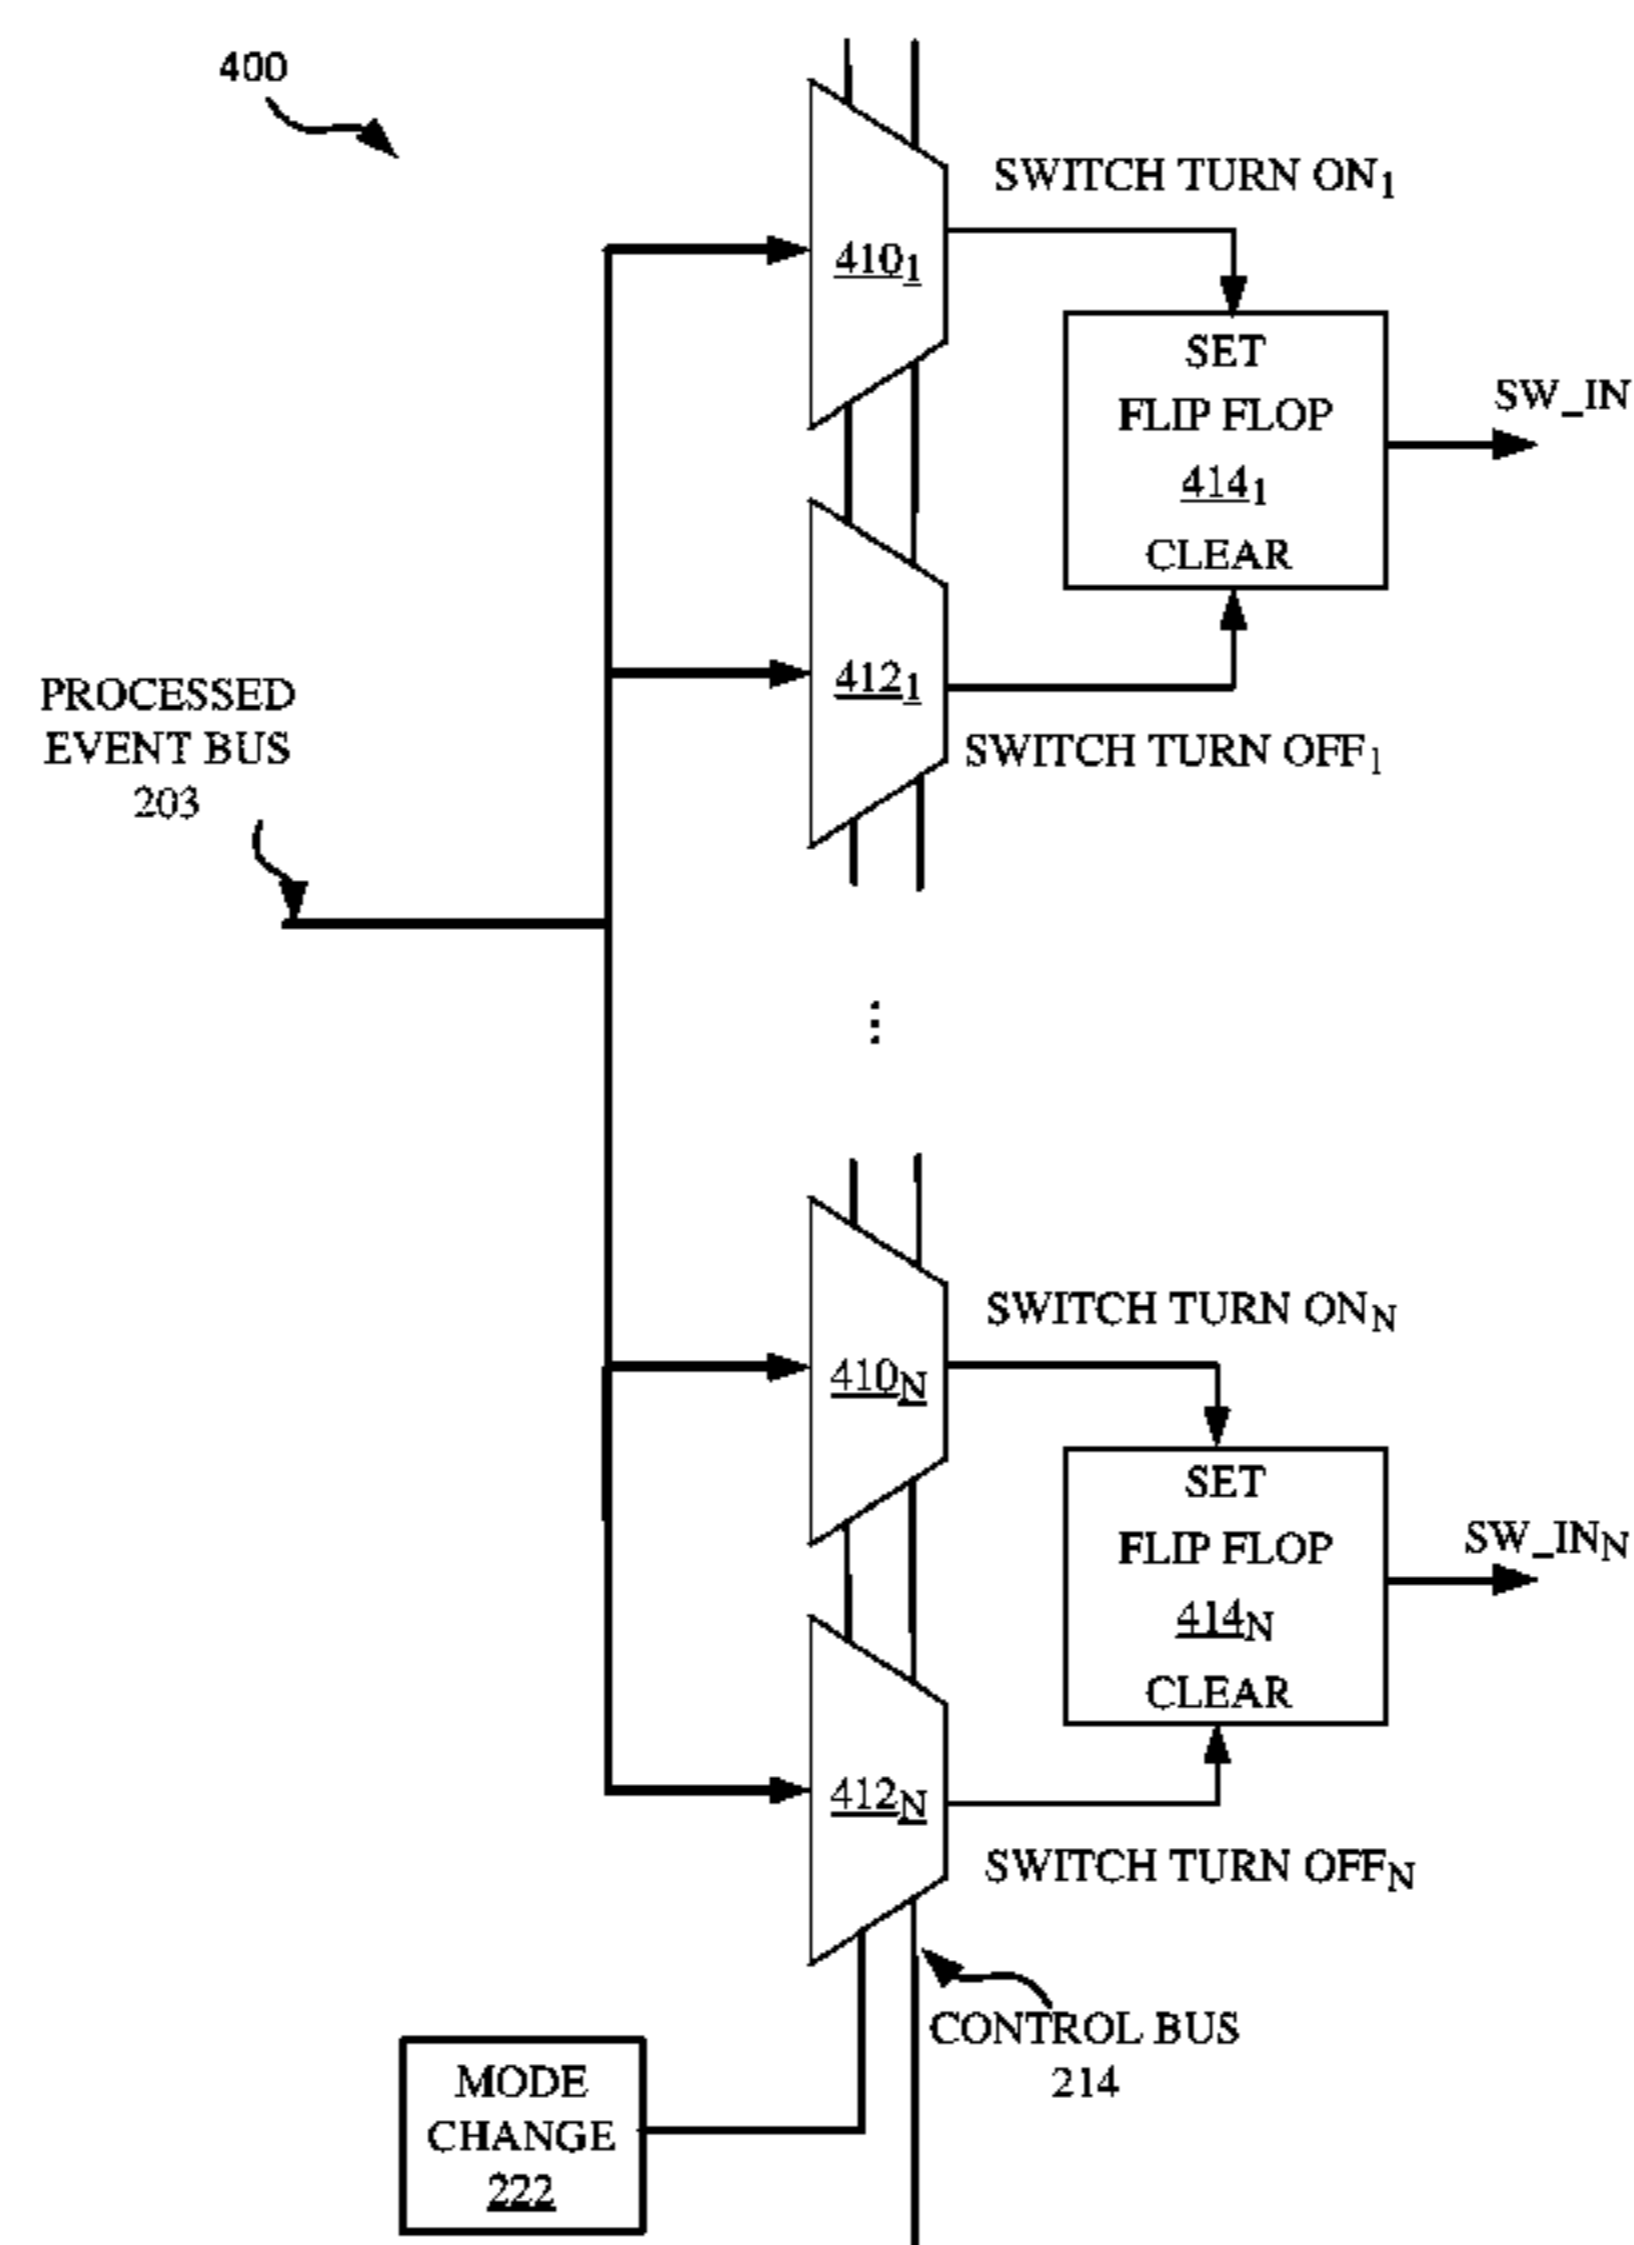 400
SWITCH TURN ON1
4101
SET
FLIP FLOP
4141
CLEAR
SW_IN
4121
SWITCH TURN OFF1
PROCESSED
EVENT BUS
203
SWITCH TURN ONN
410N
SET
FLIP FLOP
414N
CLEAR
SW_INN
412N
SWITCH TURN OFFN
CONTROL BUS
214
MODE
CHANGE
222